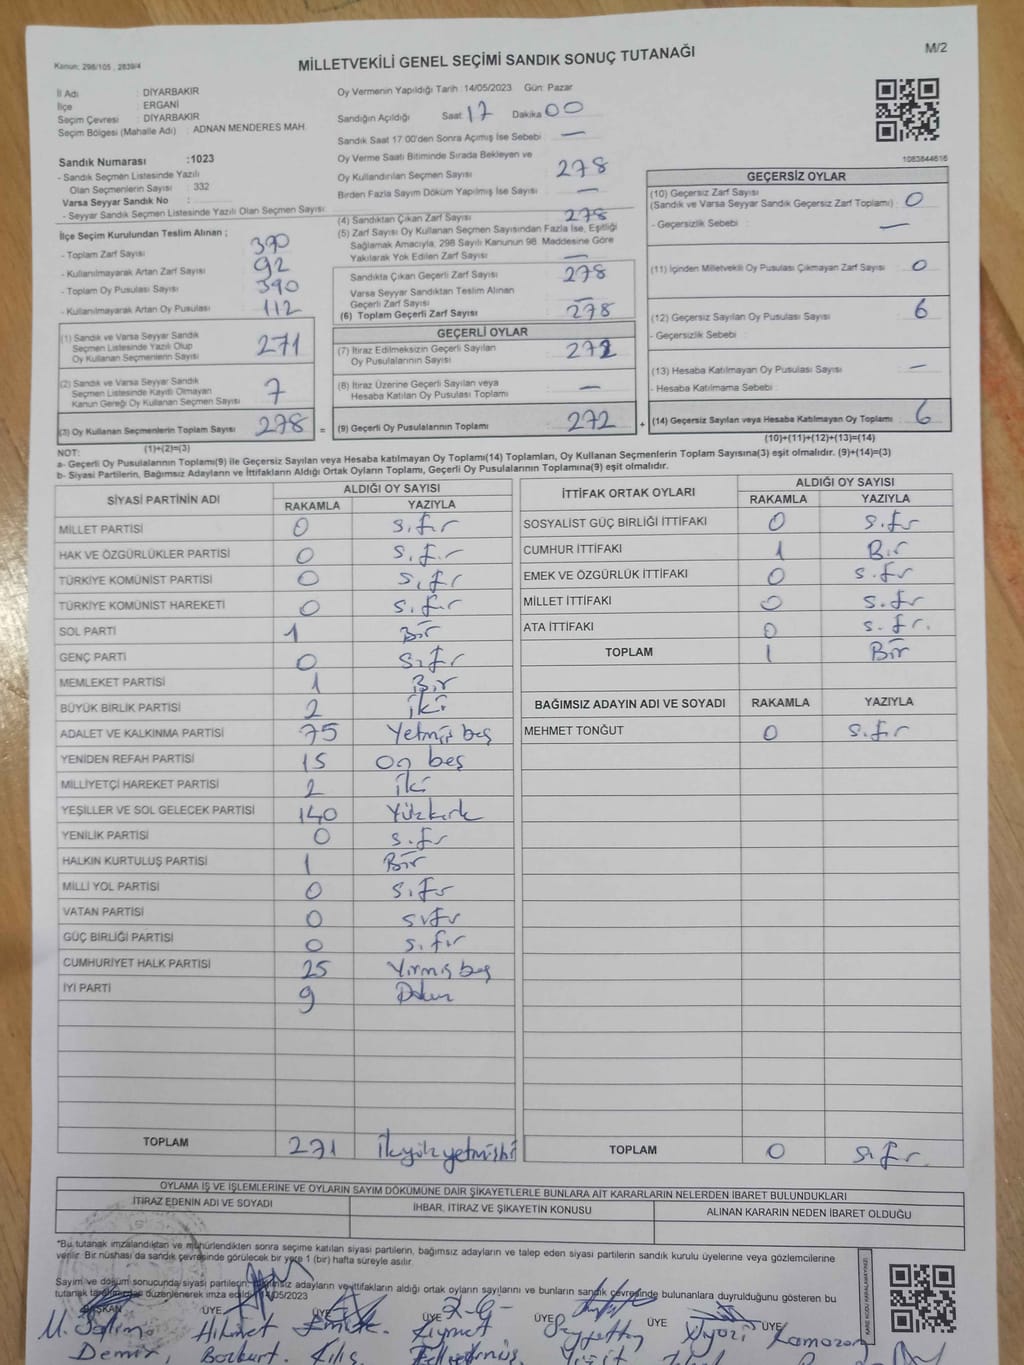 Kanun: 298/105, 2839/4
MİLLETVEKİLİ GENEL SEÇİMİ SANDIK SONUÇ TUTANAĞI
M/2
İl Adı : DİYARBAKIR
İlçe : ERGANİ
Seçim Çevresi : DİYARBAKIR
Seçim Bölgesi (Mahalle Adı) : ADNAN MENDERES MAH.
Sandık Numarası :1023
- Sandık Seçmen Listesinde Yazılı
Olan Seçmenlerin Sayısı : 332
Varsa Seyyar Sandık No :
- Seyyar Sandık Seçmen Listesinde Yazılı Olan Seçmen Sayısı:
İlçe Seçim Kurulundan Teslim Alınan ;
- Toplam Zarf Sayısı : 370
- Kullanılmayarak Artan Zarf Sayısı : 92
- Toplam Oy Pusulası Sayısı : 390
- Kullanılmayarak Artan Oy Pusulası : 112
(1) Sandık ve Varsa Seyyar Sandık
Seçmen Listesinde Yazılı Olup
Oy Kullanan Seçmenlerin Sayısı : 271
(2) Sandık ve Varsa Seyyar Sandık
Seçmen Listesinde Kayıtlı Olmayan
Kanun Gereği Oy Kullanan Seçmen Sayısı : 7
(3) Oy Kullanan Seçmenlerin Toplam Sayısı : 278
(1)+(2)=(3)
Oy Vermenin Yapıldığı Tarih : 14/05/2023 Gün: Pazar
Sandığın Açıldığı Saat 17 Dakika 00
Sandık Saat 17.00'den Sonra Açılmış İse Sebebi : —
Oy Verme Saati Bitiminde Sırada Bekleyen ve
Oy Kullandırılan Seçmen Sayısı : 278
Birden Fazla Sayım Döküm Yapılmış İse Sayısı : —
(4) Sandıktan Çıkan Zarf Sayısı : 278
(5) Zarf Sayısı Oy Kullanan Seçmen Sayısından Fazla İse, Eşitliği
Sağlamak Amacıyla, 298 Sayılı Kanunun 98. Maddesine Göre
Yakılarak Yok Edilen Zarf Sayısı : —
Sandıkta Çıkan Geçerli Zarf Sayısı : 278
Varsa Seyyar Sandıktan Teslim Alınan
Geçerli Zarf Sayısı : —
(6) Toplam Geçerli Zarf Sayısı : 278
GEÇERLİ OYLAR
(7) İtiraz Edilmeksizin Geçerli Sayılan
Oy Pusulalarının Sayısı : 272
(8) İtiraz Üzerine Geçerli Sayılan veya
Hesaba Katılan Oy Pusulası Toplamı : —
= (9) Geçerli Oy Pusulalarının Toplamı : 272
1083844616
GEÇERSİZ OYLAR
(10) Geçersiz Zarf Sayısı
(Sandık ve Varsa Seyyar Sandık Geçersiz Zarf Toplamı) : 0
- Geçersizlik Sebebi : —
(11) İçinden Milletvekili Oy Pusulası Çıkmayan Zarf Sayısı : 0
(12) Geçersiz Sayılan Oy Pusulası Sayısı : 6
- Geçersizlik Sebebi :
(13) Hesaba Katılmayan Oy Pusulası Sayısı : —
- Hesaba Katılmama Sebebi :
+ (14) Geçersiz Sayılan veya Hesaba Katılmayan Oy Toplamı : 6
(10)+(11)+(12)+(13)=(14)
NOT:
a- Geçerli Oy Pusulalarının Toplamı(9) ile Geçersiz Sayılan veya Hesaba katılmayan Oy Toplamı(14) Toplamları, Oy Kullanan Seçmenlerin Toplam Sayısına(3) eşit olmalıdır. (9)+(14)=(3)
b- Siyasi Partilerin, Bağımsız Adayların ve İttifakların Aldığı Ortak Oyların Toplamı, Geçerli Oy Pusulalarının Toplamına(9) eşit olmalıdır.
SİYASİ PARTİNİN ADI ALDIĞI OY SAYISI
RAKAMLA YAZIYLA
MİLLET PARTİSİ 0 Sıfır
HAK VE ÖZGÜRLÜKLER PARTİSİ 0 Sıfır
TÜRKİYE KOMÜNİST PARTİSİ 0 Sıfır
TÜRKİYE KOMÜNİST HAREKETİ 0 Sıfır
SOL PARTİ 1 Bir
GENÇ PARTİ 0 Sıfır
MEMLEKET PARTİSİ 1 Bir
BÜYÜK BİRLİK PARTİSİ 2 iki
ADALET VE KALKINMA PARTİSİ 75 Yetmiş beş
YENİDEN REFAH PARTİSİ 15 On beş
MİLLİYETÇİ HAREKET PARTİSİ 2 iki
YEŞİLLER VE SOL GELECEK PARTİSİ 140 Yüzkırk
YENİLİK PARTİSİ 0 Sıfır
HALKIN KURTULUŞ PARTİSİ 1 Bir
MİLLİ YOL PARTİSİ 0 Sıfır
VATAN PARTİSİ 0 Sıfır
GÜÇ BİRLİĞİ PARTİSİ 0 Sıfır
CUMHURİYET HALK PARTİSİ 25 Yirmi beş
İYİ PARTİ 9 Dokuz
TOPLAM 271 ikiyüzyetmişbi
İTTİFAK ORTAK OYLARI ALDIĞI OY SAYISI
RAKAMLA YAZIYLA
SOSYALİST GÜÇ BİRLİĞİ İTTİFAKI 0 Sıfır
CUMHUR İTTİFAKI 1 Bir
EMEK VE ÖZGÜRLÜK İTTİFAKI 0 Sıfır
MİLLET İTTİFAKI 0 Sıfır
ATA İTTİFAKI 0 Sıfır.
TOPLAM 1 Bir
BAĞIMSIZ ADAYIN ADI VE SOYADI RAKAMLA YAZIYLA
MEHMET TONĞUT 0 Sıfır
TOPLAM 0 Sıfır.
OYLAMA İŞ VE İŞLEMLERİNE VE OYLARIN SAYIM DÖKÜMÜNE DAİR ŞİKAYETLERLE BUNLARA AİT KARARLARIN NELERDEN İBARET BULUNDUKLARI
İTİRAZ EDENİN ADI VE SOYADI İHBAR, İTİRAZ VE ŞİKAYETİN KONUSU ALINAN KARARIN NEDEN İBARET OLDUĞU
"Bu tutanak imzalandıktan ve mühürlendikten sonra seçime katılan siyasi partilerin, bağımsız adayların ve talep eden siyasi partilerin sandık kurulu üyelerine veya gözlemcilerine
verilir. Bir nüshası da sandık çevresinde görülecek bir yere 1 (bir) hafta süreyle asılır.
Sayım ve döküm sonucunda siyasi partilerin, bağımsız adayların ve ittifakların aldığı ortak oyların sayılarını ve bunların sandık çevresinde bulunanlara duyrulduğunu gösteren bu
tutanak tarafımızdan düzenlenerek imza edildi. 14/05/2023
BAŞKAN ÜYE ÜYE ÜYE ÜYE ÜYE ÜYE
M. Salim Hikmet Kıymet Ramazan
Demir, Bozkurt. Kılıç Yiğit